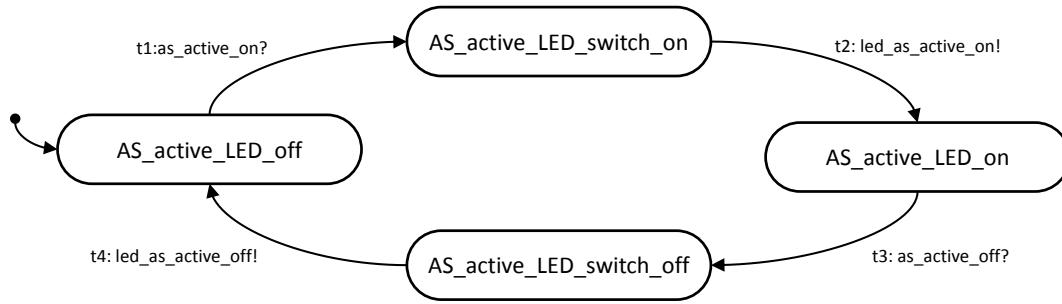 AS_active_LED_switch_on
t1:as_active_on?
t2: led_as_active_on!
AS_active_LED_off
AS_active_LED_on
t4: led_as_active_off!
AS_active_LED_switch_off
t3: as_active_off?